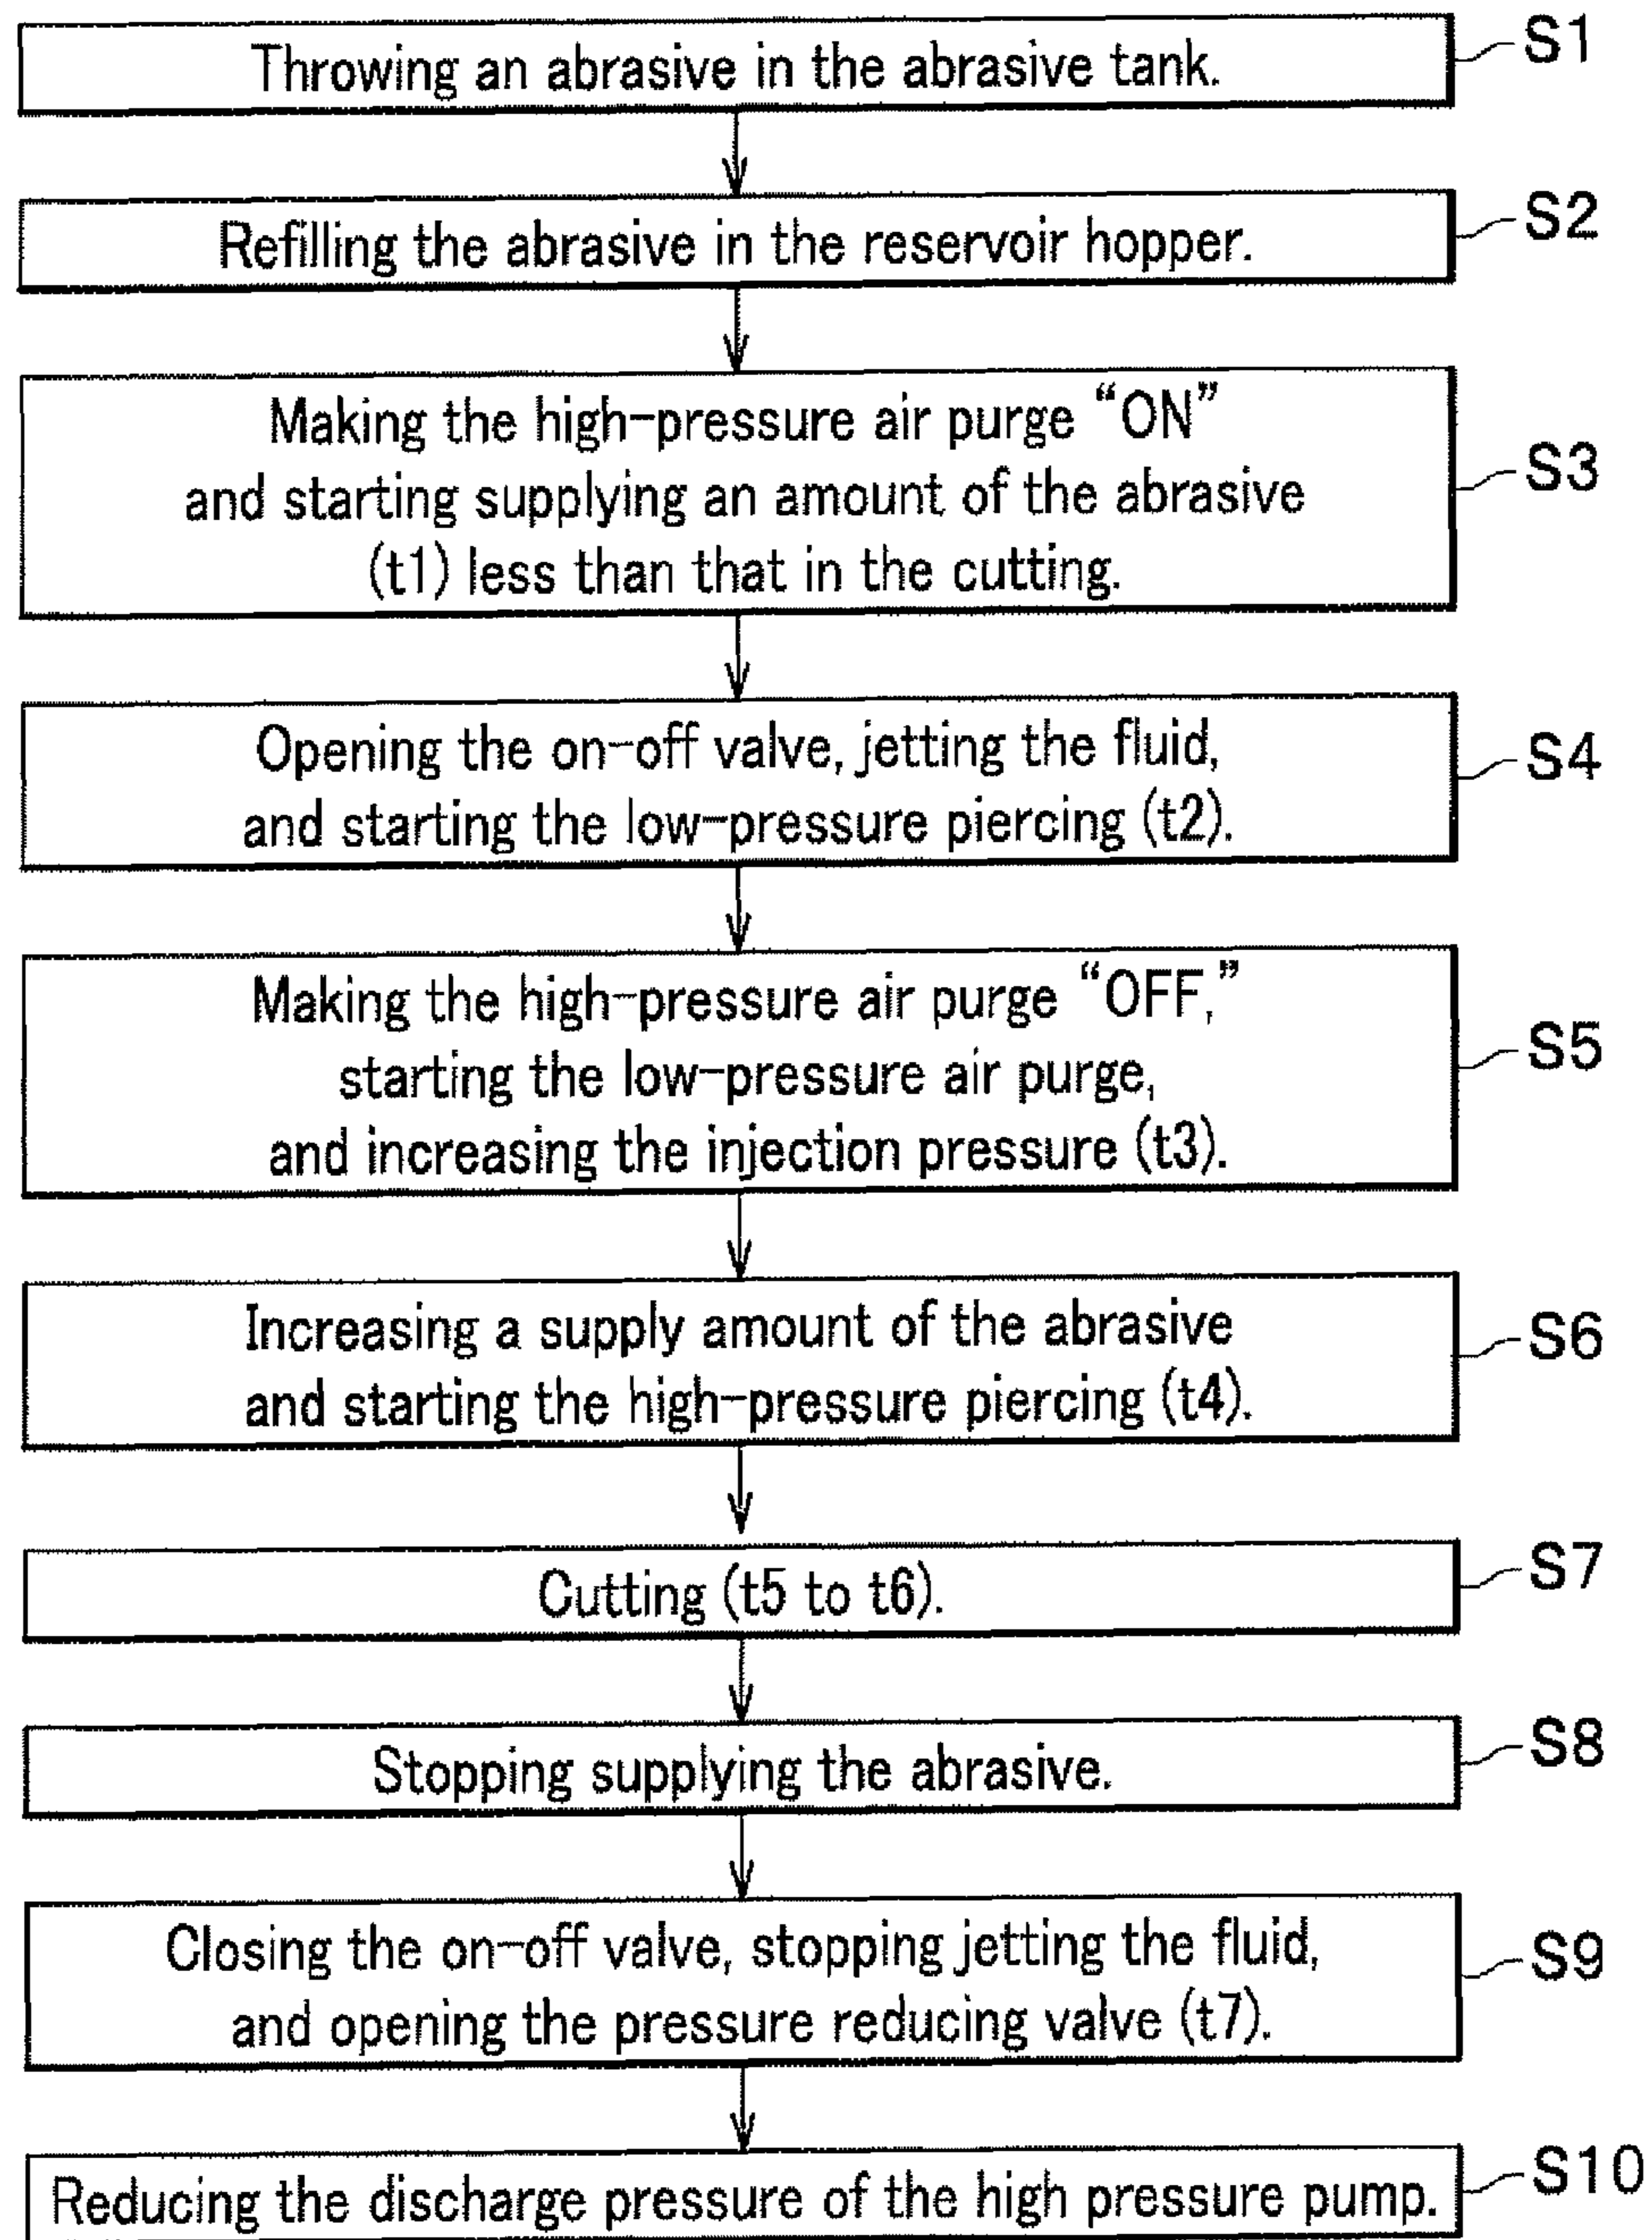 Throwing an abrasive in the abrasive tank.
S1
Refilling the abrasive in the reservoir hopper.
S2
Making the high-pressure air purge “ON”
and starting supplying an amount of the abrasive
(t1) less than that in the cutting.
S3
Opening the on-off valve, jetting the fluid,
and starting the low-pressure piercing (t2).
S4
Making the high-pressure air purge “OFF,”
starting the low-pressure air purge,
and increasing the injection pressure (t3).
S5
Increasing a supply amount of the abrasive
and starting the high-pressure piercing (t4).
S6
Cutting (t5 to t6).
S7
Stopping supplying the abrasive.
S8
Closing the on-off valve, stopping jetting the fluid,
and opening the pressure reducing valve (t7).
S9
Reducing the discharge pressure of the high pressure pump.
S10